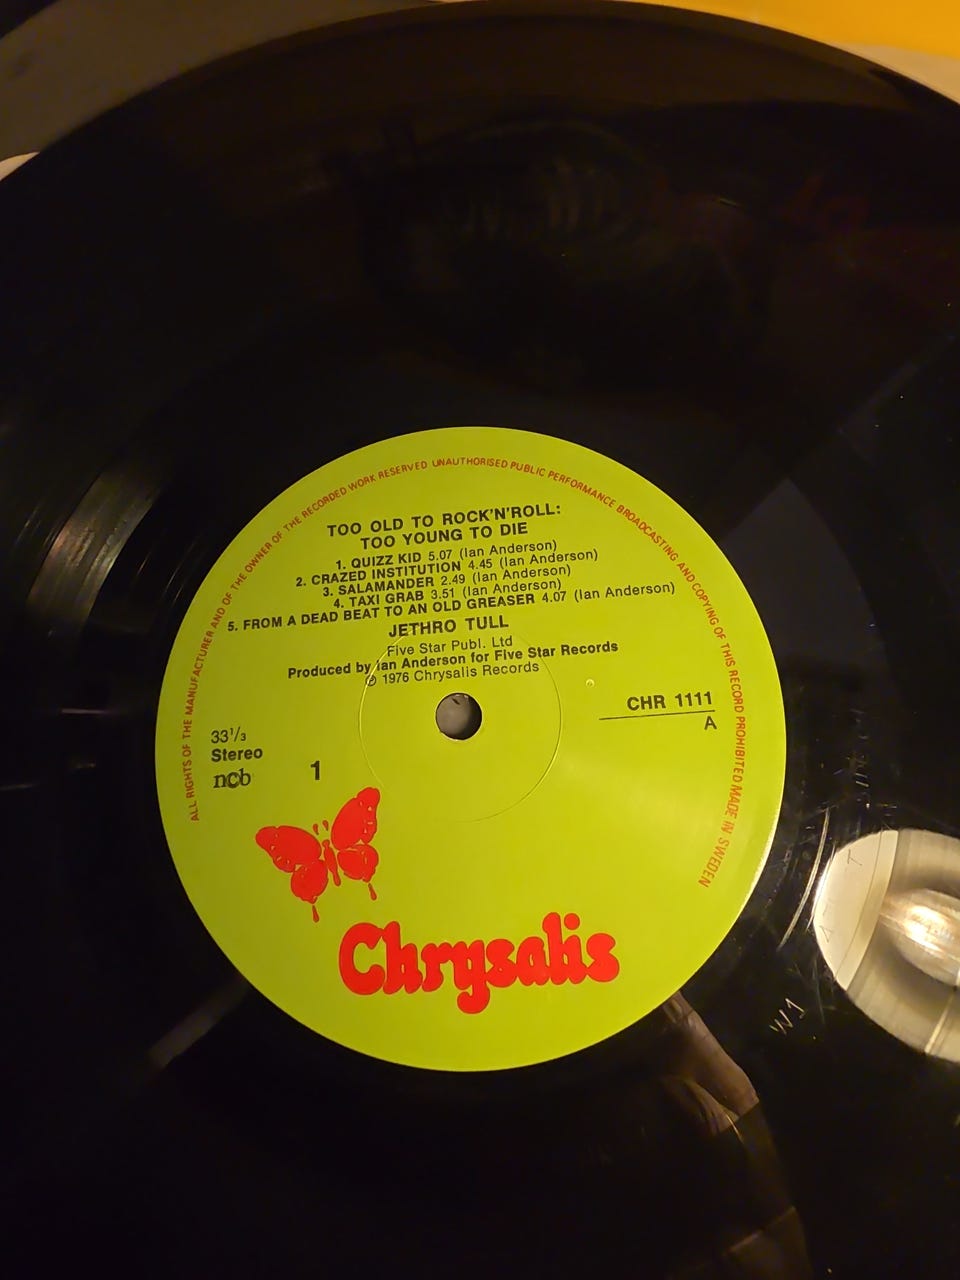 ALL RIGHTS OF THE MANUFACTURER AND OF THE OWNER OF THE RECORDED WORK RESERVED UNAUTHORISED PUBLIC PERFORMANCE BROADCASTING AND COPYING OF THIS RECORD PROHIBITED MADE IN SWEDEN
TOO OLD TO ROCK'N'ROLL:
TOO YOUNG TO DIE
1. QUIZZ KID 5.07 (Ian Anderson)
2. CRAZED INSTITUTION 4.45 (Ian Anderson)
3. SALAMANDER 2.49 (Ian Anderson)
4. TAXI GRAB 3.51 (Ian Anderson)
5. FROM A DEAD BEAT TO AN OLD GREASER 4.07 (Ian Anderson)
JETHRO TULL
Five Star Publ. Ltd
Produced by Ian Anderson for Five Star Records
℗ 1976 Chrysalis Records
CHR 1111
A
33⅓
Stereo
ncb
1
Chrysalis
W1